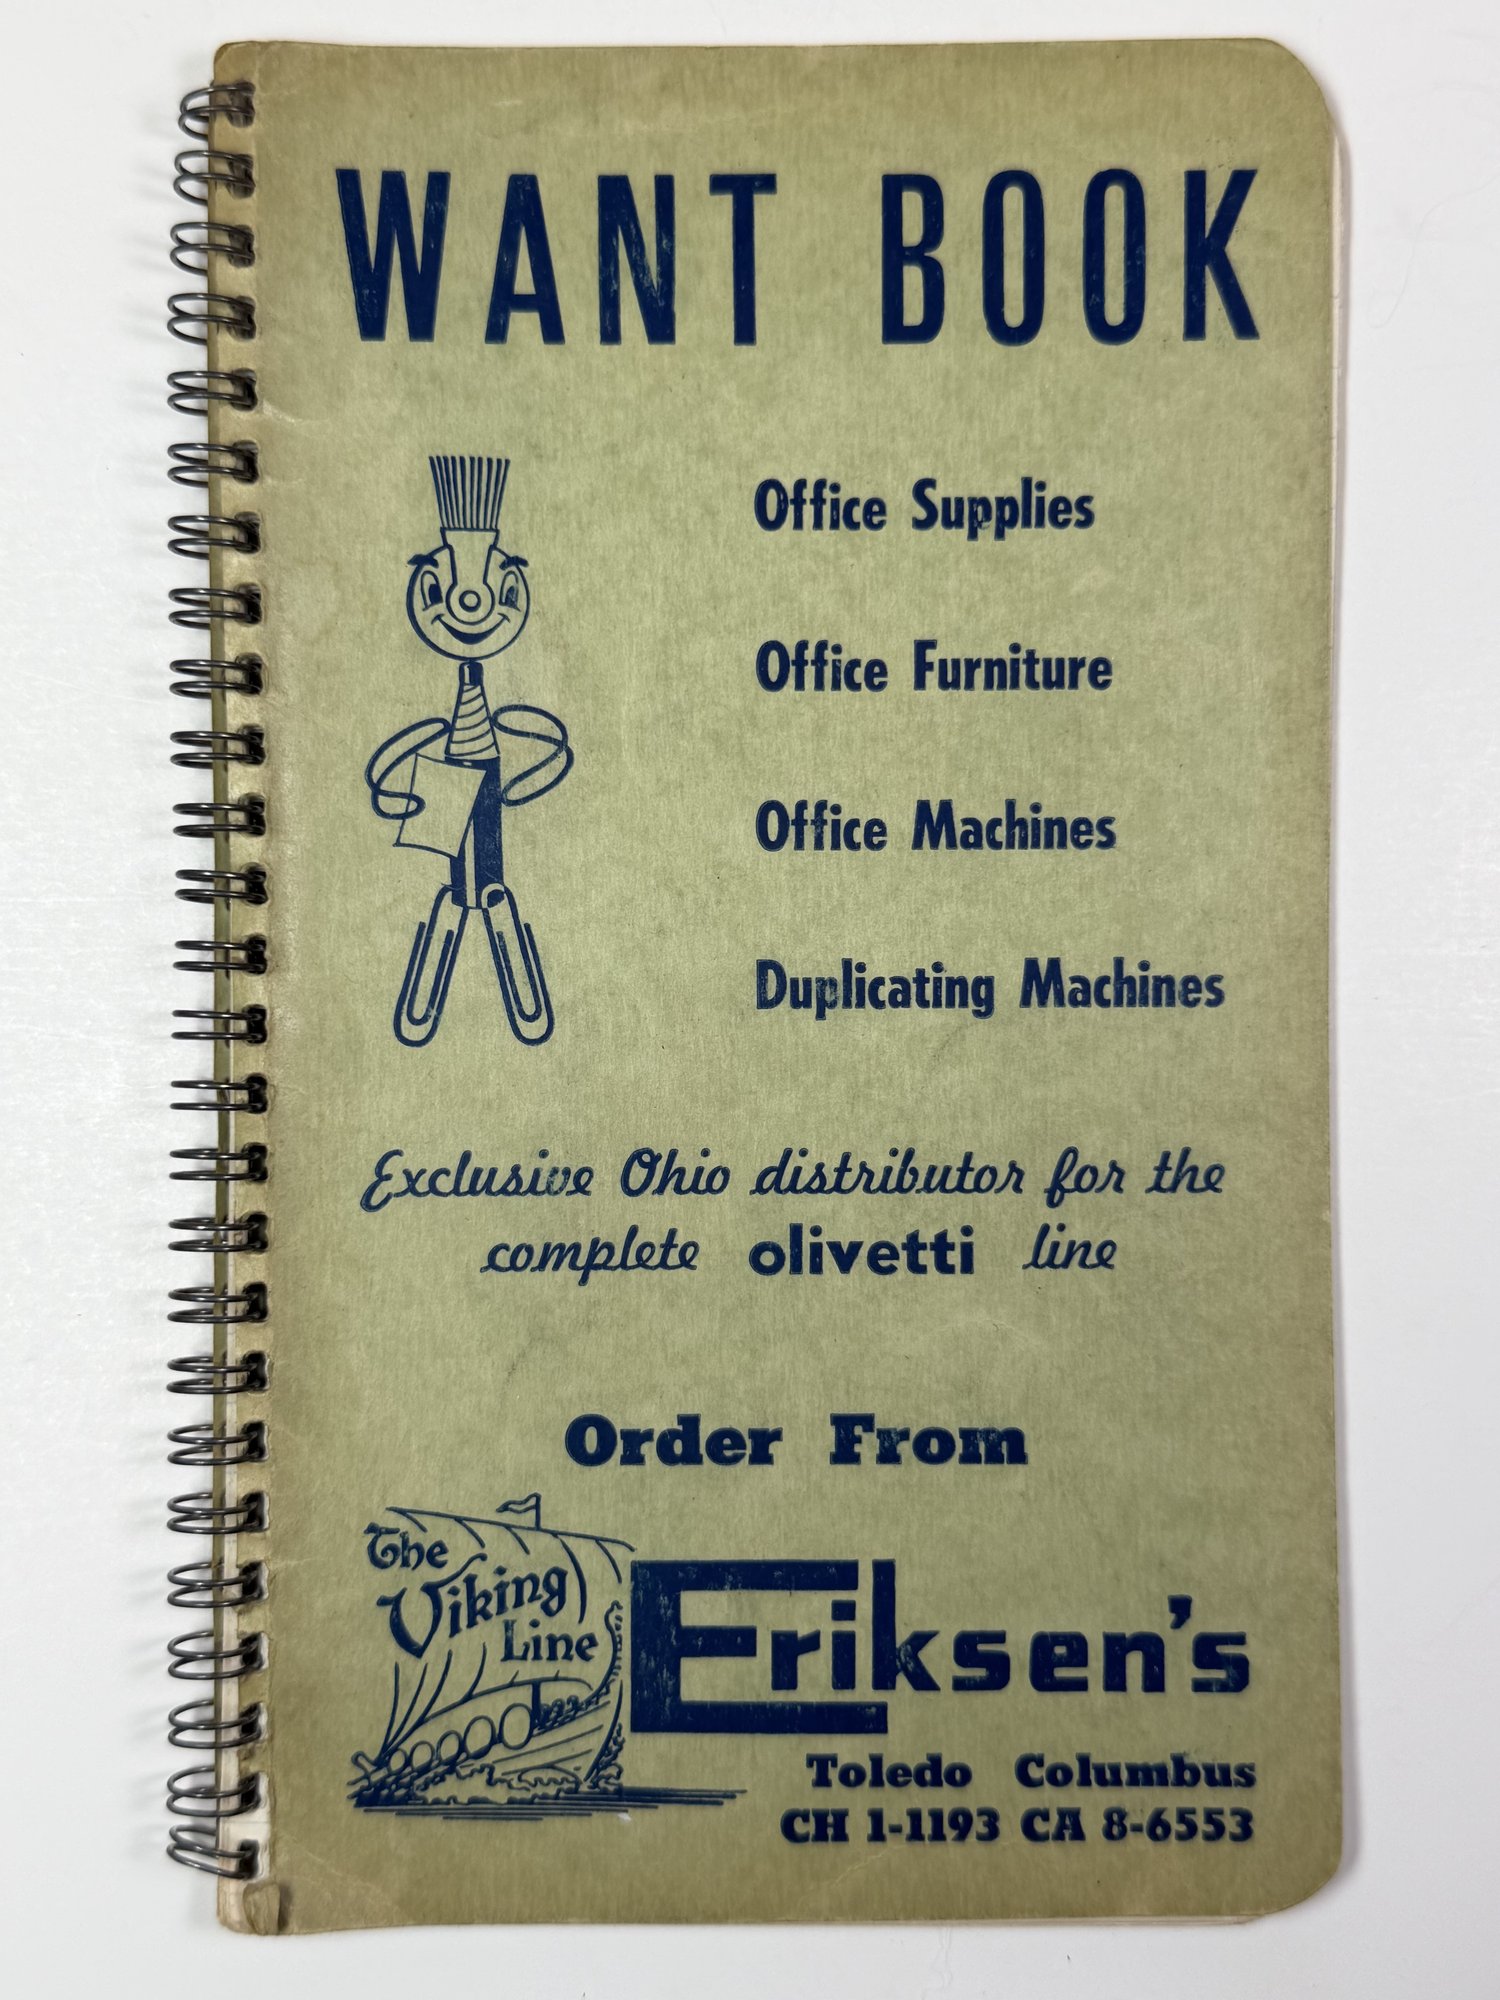 WANT BOOK
Office Supplies
Office Furniture
Office Machines
Duplicating Machines
Exclusive Ohio distributor for the
complete olivetti line
Order From
The
Viking
Line
Eriksen's
Toledo Columbus
CH 1-1193 CA 8-6553